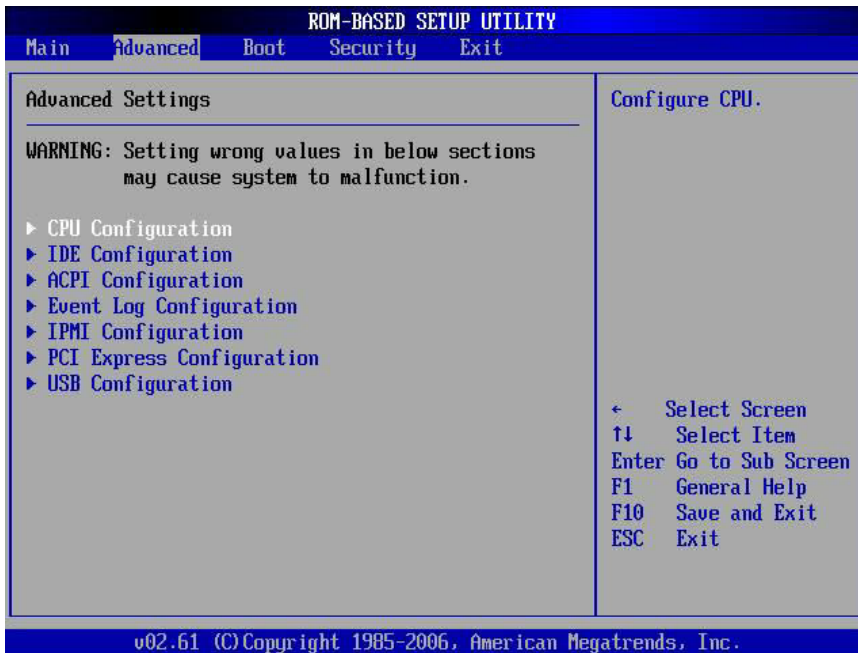 ROM-BASED SETUP UTILITY
Main Advanced Boot Security Exit
Advanced Settings
WARNING: Setting wrong values in below sections
may cause system to malfunction.
▶ CPU Configuration
▶ IDE Configuration
▶ ACPI Configuration
▶ Event Log Configuration
▶ IPMI Configuration
▶ PCI Express Configuration
▶ USB Configuration
Configure CPU.
← Select Screen
↑↓ Select Item
Enter Go to Sub Screen
F1 General Help
F10 Save and Exit
ESC Exit
v02.61 (C)Copyright 1985-2006, American Megatrends, Inc.